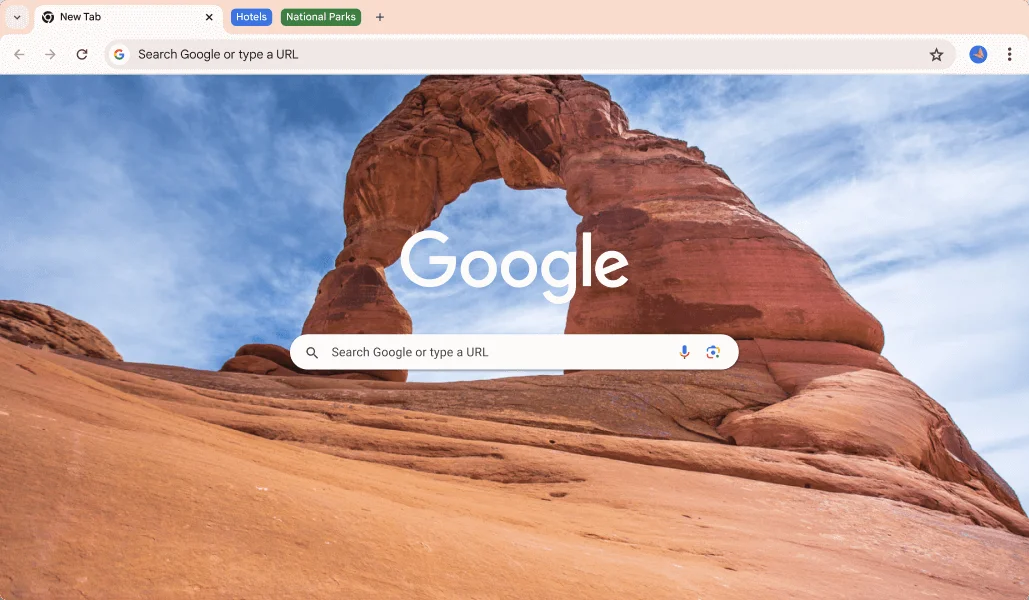 New Tab
Hotels
National Parks
Search Google or type a URL
Google
Search Google or type a URL